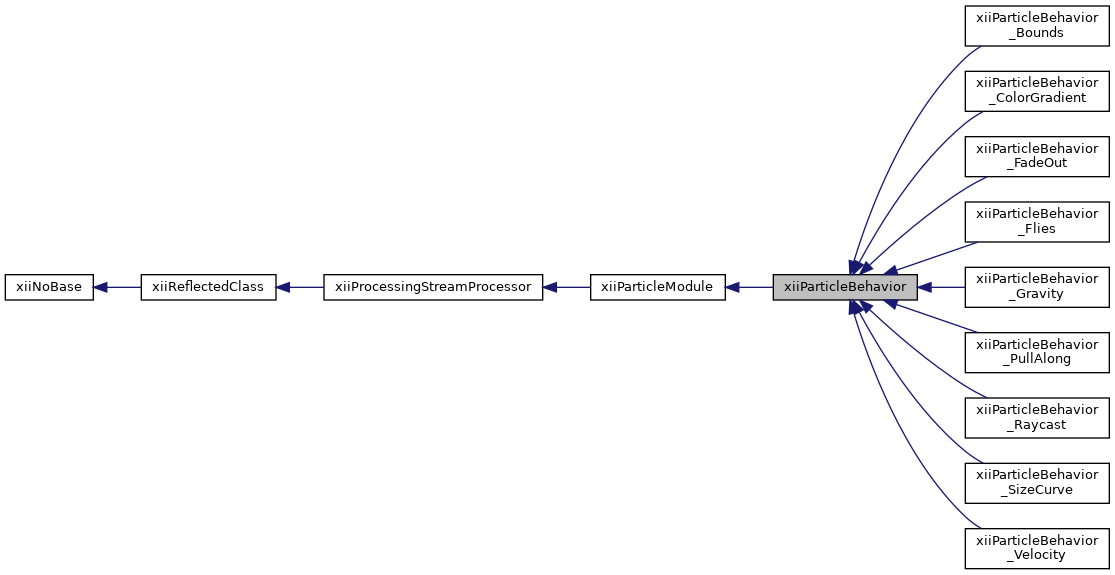 xiiNoBase
xiiReflectedClass
xiiProcessingStreamProcessor
xiiParticleModule
xiiParticleBehavior
xiiParticleBehavior
_Bounds
xiiParticleBehavior
_ColorGradient
xiiParticleBehavior
_FadeOut
xiiParticleBehavior
_Flies
xiiParticleBehavior
_Gravity
xiiParticleBehavior
_PullAlong
xiiParticleBehavior
_Raycast
xiiParticleBehavior
_SizeCurve
xiiParticleBehavior
_Velocity